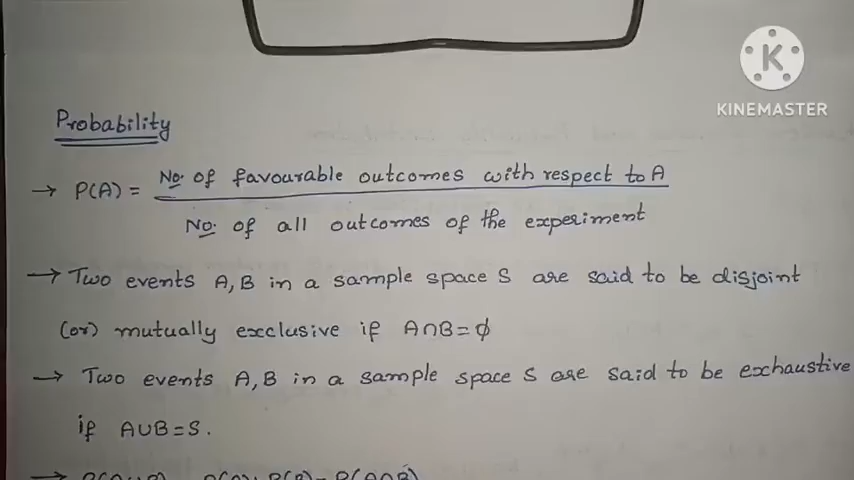 KINEMASTER
Probability
→ P(A) = No. of favourable outcomes with respect to A
No. of all outcomes of the experiment
→ Two events A, B in a sample space S are said to be disjoint
(or) mutually exclusive if A∩B = ϕ
→ Two events A, B in a sample space S are said to be exhaustive
if A∪B = S.